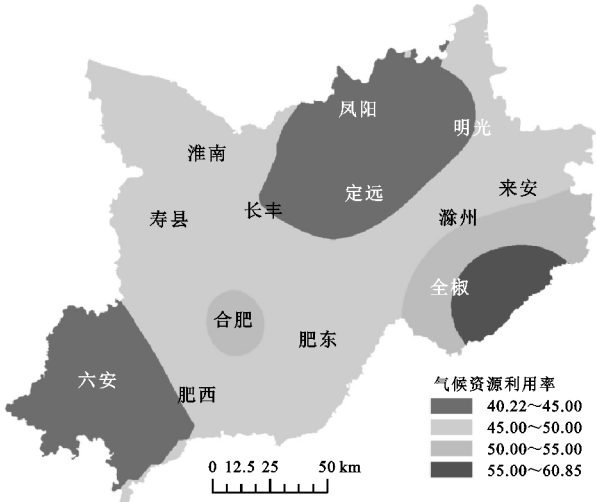 凤阳
明光
淮南
定远
来安
长丰
寿县
滁州
全椒
合肥
肥东
六安
肥西
气候资源利用率
40.22～45.00
45.00～50.00
50.00～55.00
55.00～60.85
0 12.5 25 50 km